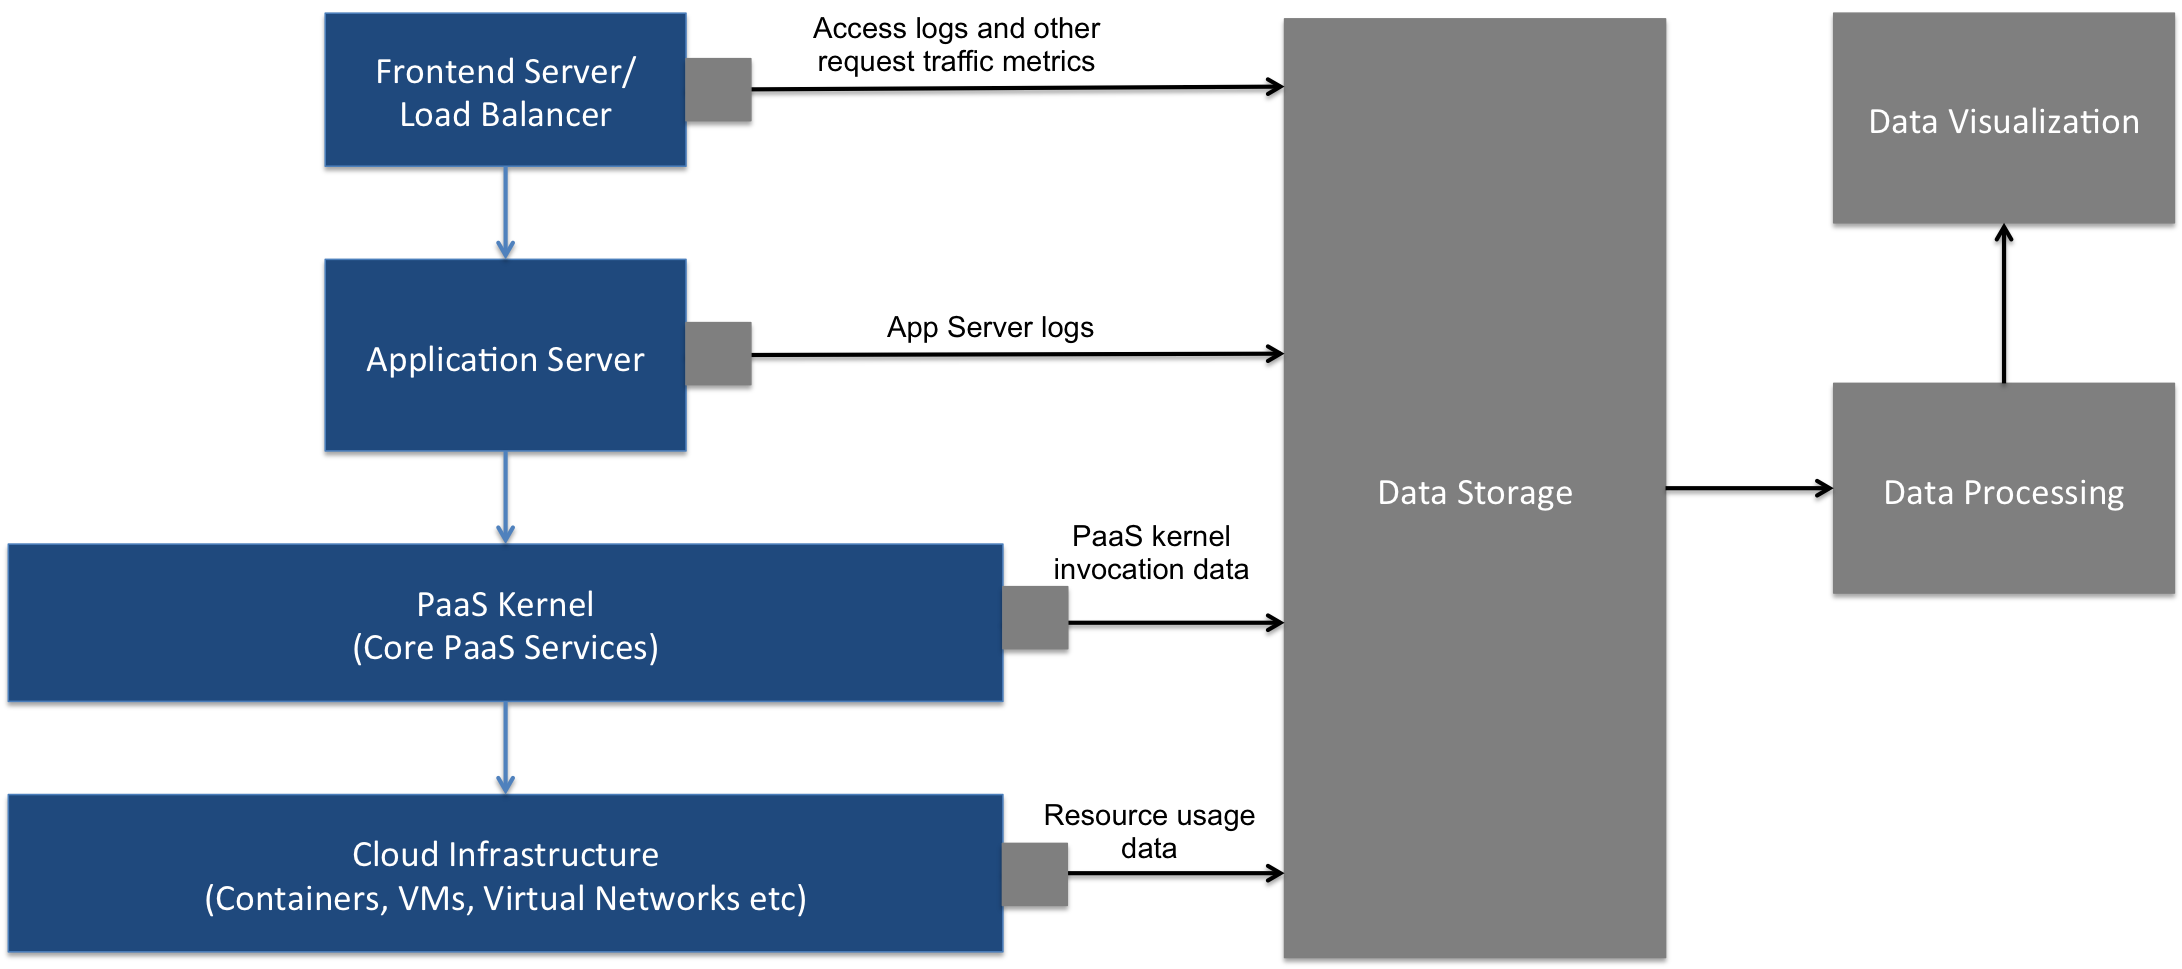 Frontend Server/
Load Balancer
Access logs and other
request traffic metrics
Data Visualization
Application Server
App Server logs
Data Storage
Data Processing
PaaS Kernel
(Core PaaS Services)
PaaS kernel
invocation data
Cloud Infrastructure
(Containers, VMs, Virtual Networks etc)
Resource usage
data